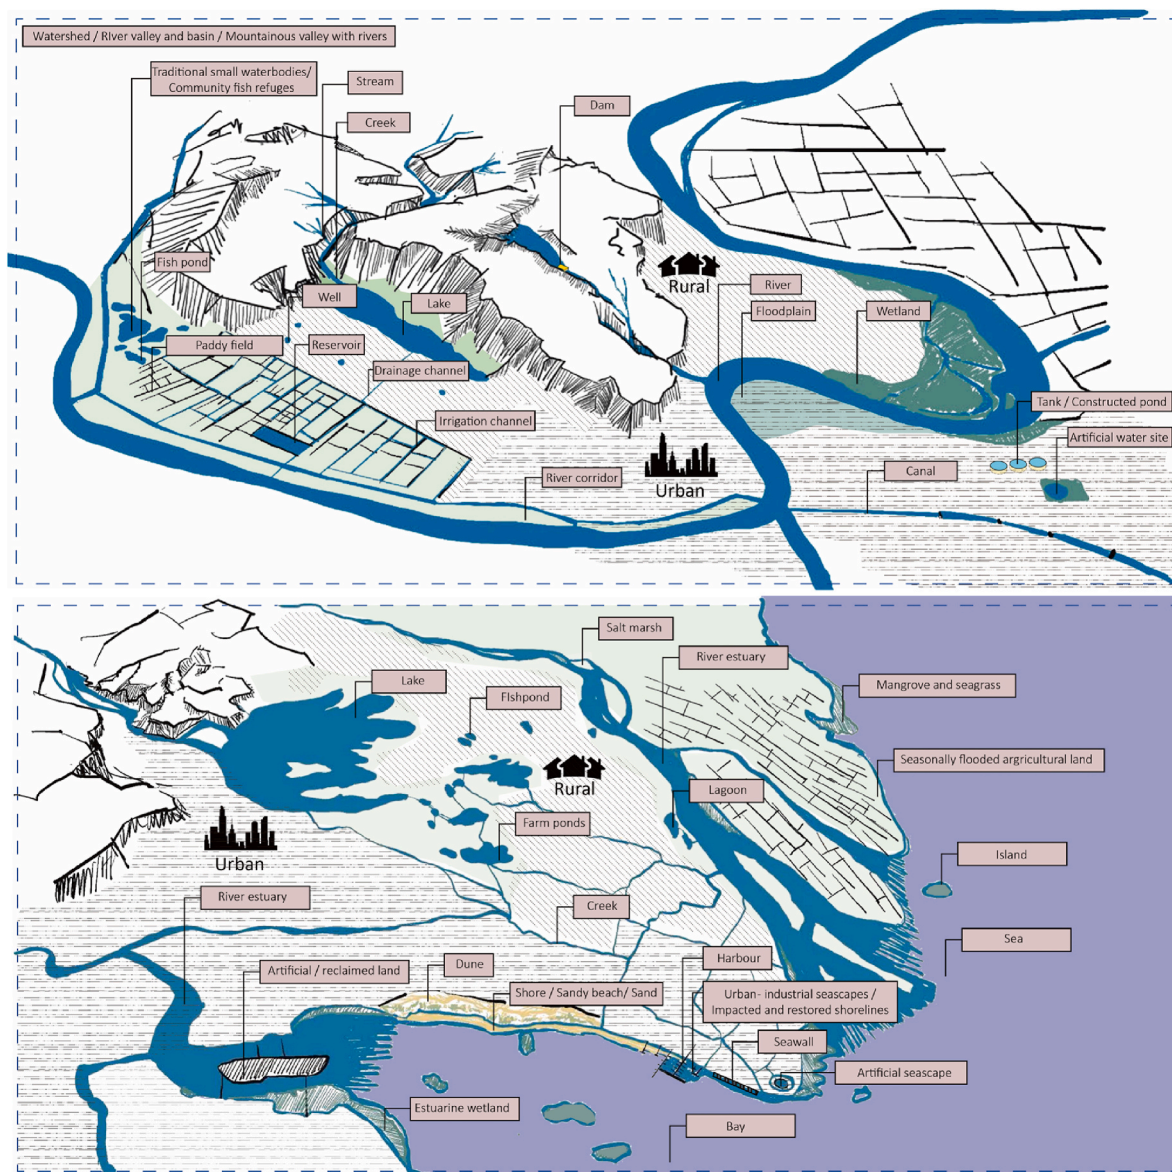 Watershed / RIver valley and basin / Mountainous valley with rivers
Traditional small waterbodies/
Community fish refuges
Stream
Creek
Dam
Fish pond
Rural
River
Well
Lake
Floodplain
Wetland
Paddy field
Reservoir
Drainage channel
Tank / Constructed pond
Irrigation channel
Artificial water site
River corridor
Urban
Canal
Salt marsh
River estuary
Lake
Mangrove and seagrass
FIshpond
Seasonally flooded argricultural land
Rural
Lagoon
Farm ponds
Urban
Island
River estuary
Creek
Sea
Harbour
Dune
Artificial / reclaimed land
Shore / Sandy beach/ Sand
Urban- industrial seascapes /
Impacted and restored shorelines
Seawall
Artificial seascape
Estuarine wetland
Bay